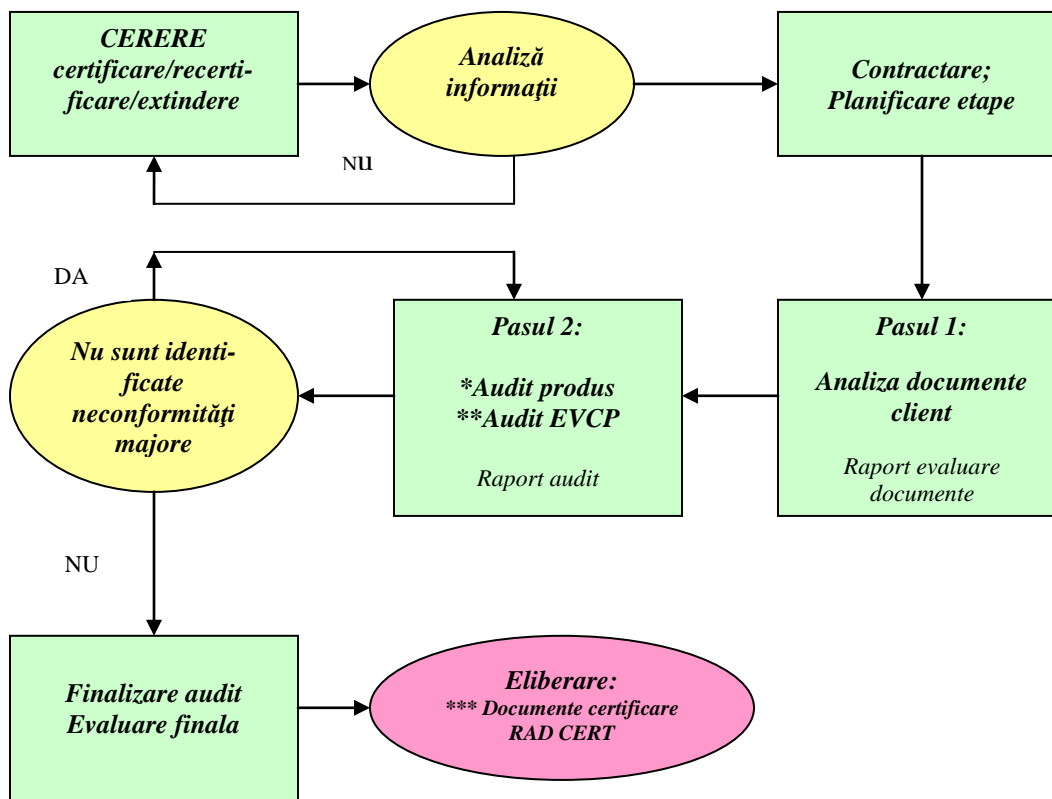 CERERE
certificare/recerti-
ficare/extindere
Analiză
informaţii
Contractare;
Planificare etape
Nu
DA
Nu sunt identi-
ficate
neconformităţi
majore
Pasul 2:
*Audit produs
**Audit EVCP
Raport audit
Pasul 1:
Analiza documente
client
Raport evaluare
documente
NU
Finalizare audit
Evaluare finala
Eliberare:
*** Documente certificare
RAD CERT